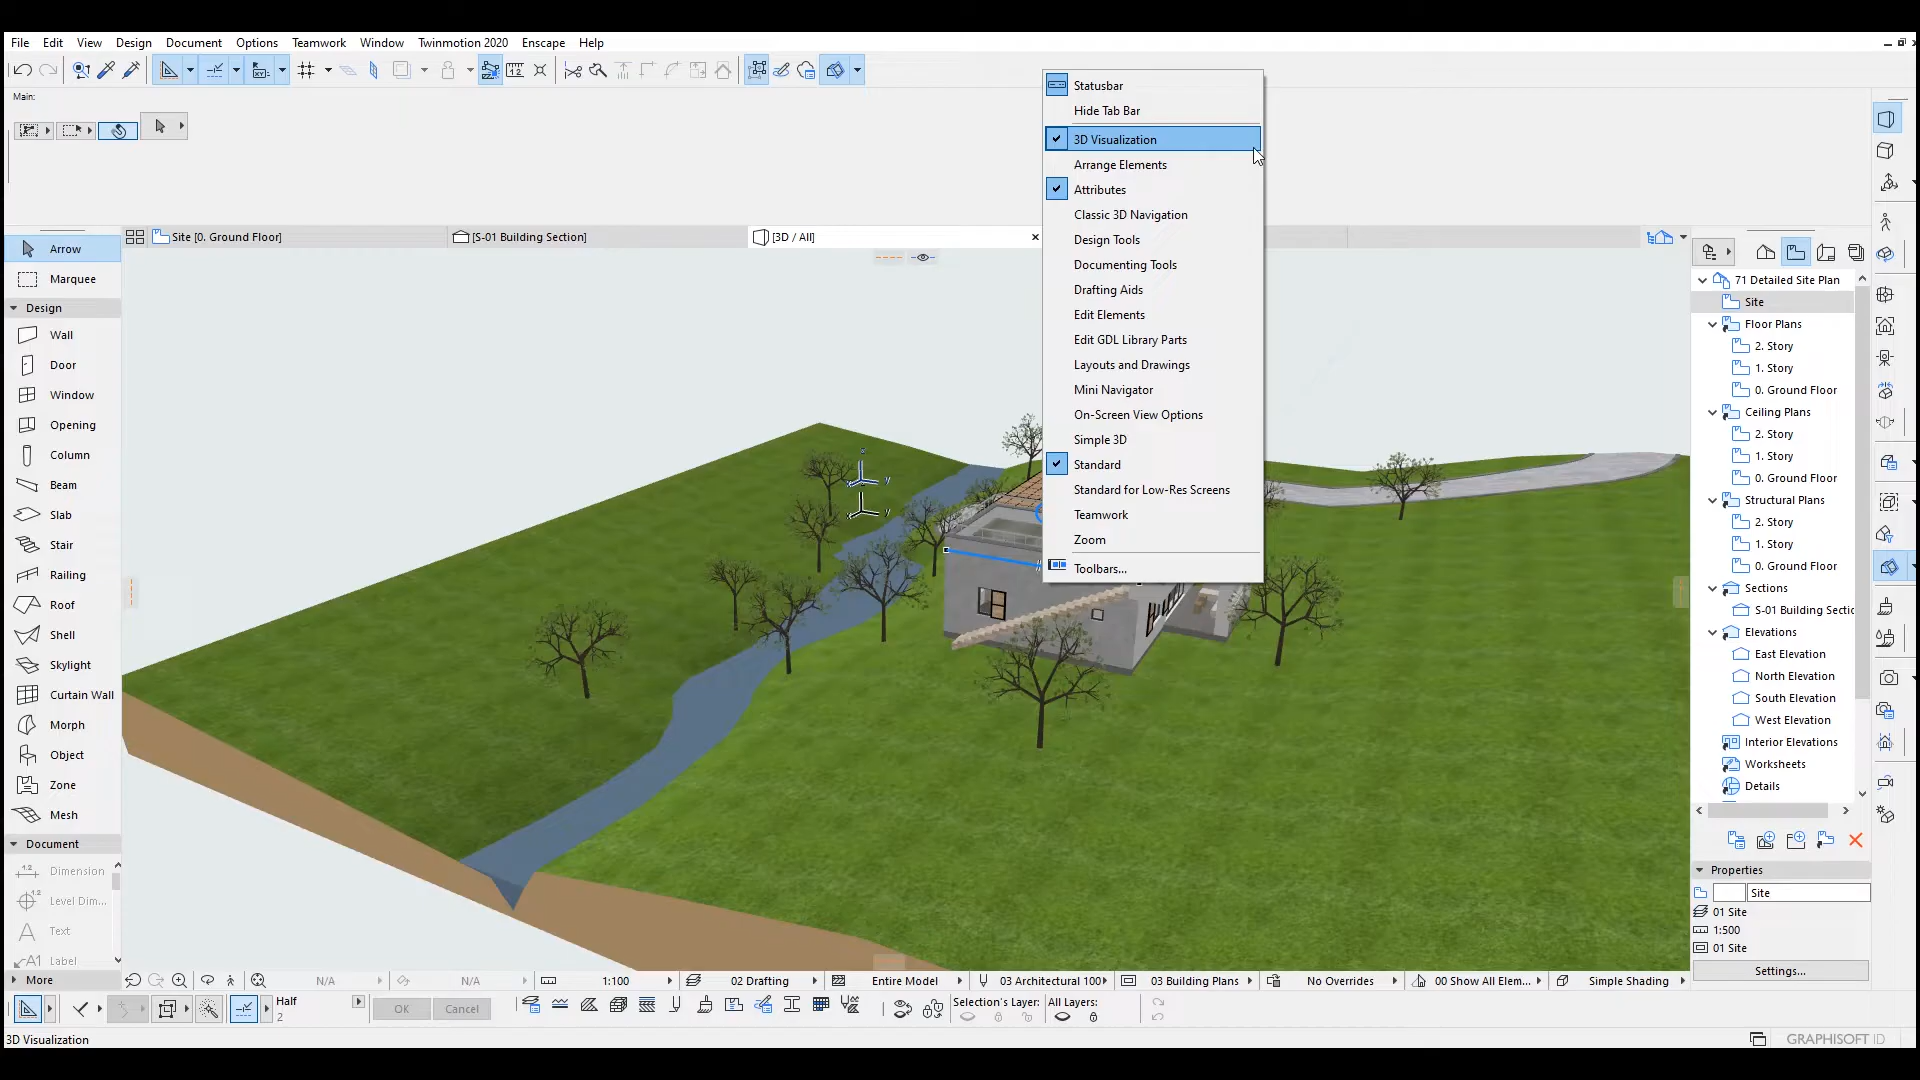 File Edit View Design Document Options Teamwork Window Twinmotion 2020 Enscape Help
Main:
Site [0. Ground Floor]
[S-01 Building Section]
[3D / All]
Arrow
Marquee
Design
Wall
Door
Window
Opening
Column
Beam
Slab
Stair
Railing
Roof
Shell
Skylight
Curtain Wall
Morph
Object
Zone
Mesh
Document
Dimension
Level Dim...
Text
Label
More
Statusbar
Hide Tab Bar
3D Visualization
Arrange Elements
Attributes
Classic 3D Navigation
Design Tools
Documenting Tools
Drafting Aids
Edit Elements
Edit GDL Library Parts
Layouts and Drawings
Mini Navigator
On-Screen View Options
Simple 3D
Standard
Standard for Low-Res Screens
Teamwork
Zoom
Toolbars...
71 Detailed Site Plan
Site
Floor Plans
2. Story
1. Story
0. Ground Floor
Ceiling Plans
2. Story
1. Story
0. Ground Floor
Structural Plans
2. Story
1. Story
0. Ground Floor
Sections
S-01 Building Sectic
Elevations
East Elevation
North Elevation
South Elevation
West Elevation
Interior Elevations
Worksheets
Details
Properties
Site
01 Site
1:500
01 Site
Settings...
N/A N/A 1:100 02 Drafting Entire Model 03 Architectural 100 03 Building Plans No Overrides 00 Show All Elem... Simple Shading
Half
2
OK Cancel
Selection's Layer: All Layers:
3D Visualization
GRAPHISOFT ID